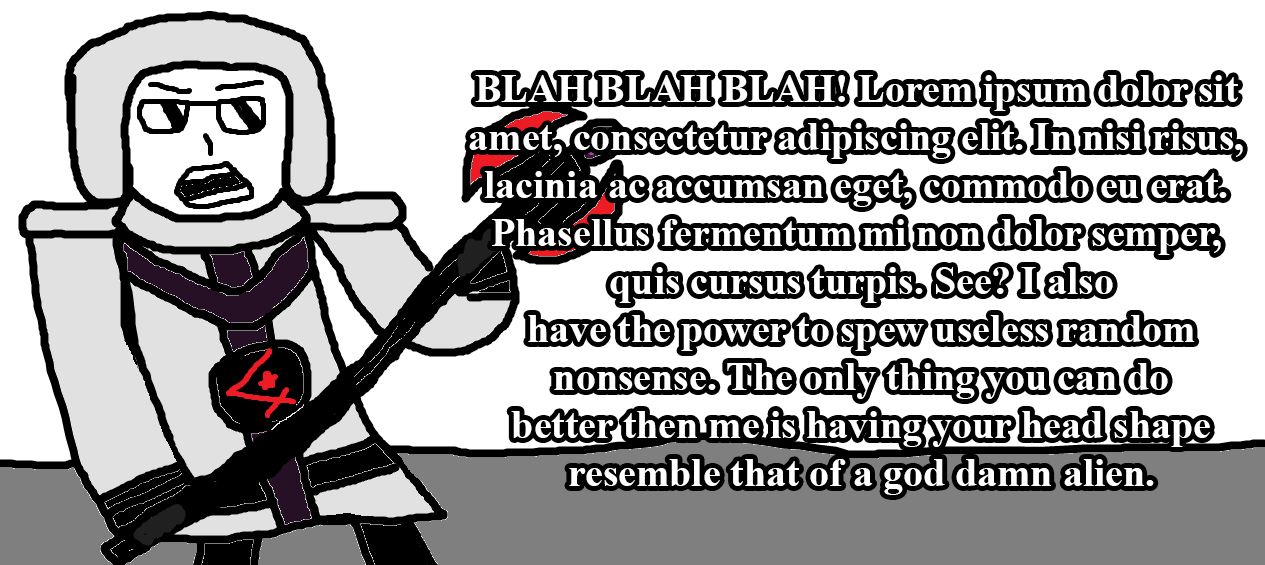 BLAH BLAH BLAH! Lorem ipsum dolor sit
amet, consectetur adipiscing elit. In nisi risus,
lacinia ac accumsan eget, commodo eu erat.
Phasellus fermentum mi non dolor semper,
quis cursus turpis. See? I also
have the power to spew useless random
nonsense. The only thing you can do
better then me is having your head shape
resemble that of a god damn alien.